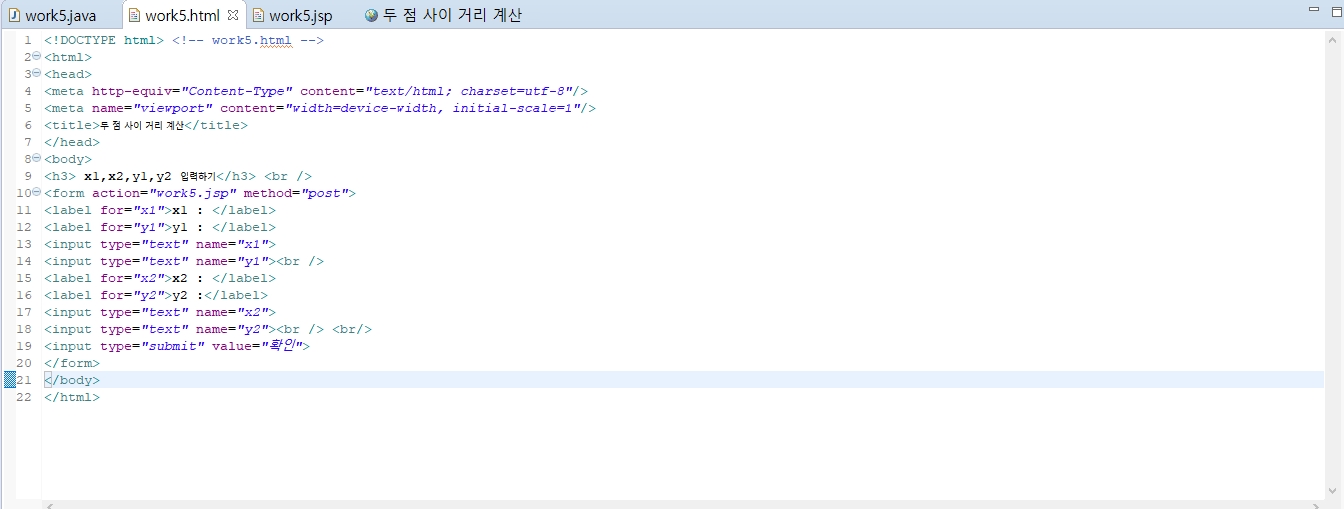 work5.java work5.html work5.jsp 두 점 사이 거리 계산
1 <!DOCTYPE html> <!-- work5.html -->
2 <html>
3 <head>
4 <meta http-equiv="Content-Type" content="text/html; charset=utf-8"/>
5 <meta name="viewport" content="width=device-width, initial-scale=1"/>
6 <title>두 점 사이 거리 계산</title>
7 </head>
8 <body>
9 <h3> x1,x2,y1,y2 입력하기</h3> <br />
10 <form action="work5.jsp" method="post">
11 <label for="x1">x1 : </label>
12 <label for="y1">y1 : </label>
13 <input type="text" name="x1">
14 <input type="text" name="y1"><br />
15 <label for="x2">x2 : </label>
16 <label for="y2">y2 :</label>
17 <input type="text" name="x2">
18 <input type="text" name="y2"><br /> <br/>
19 <input type="submit" value="확인">
20 </form>
21 </body>
22 </html>